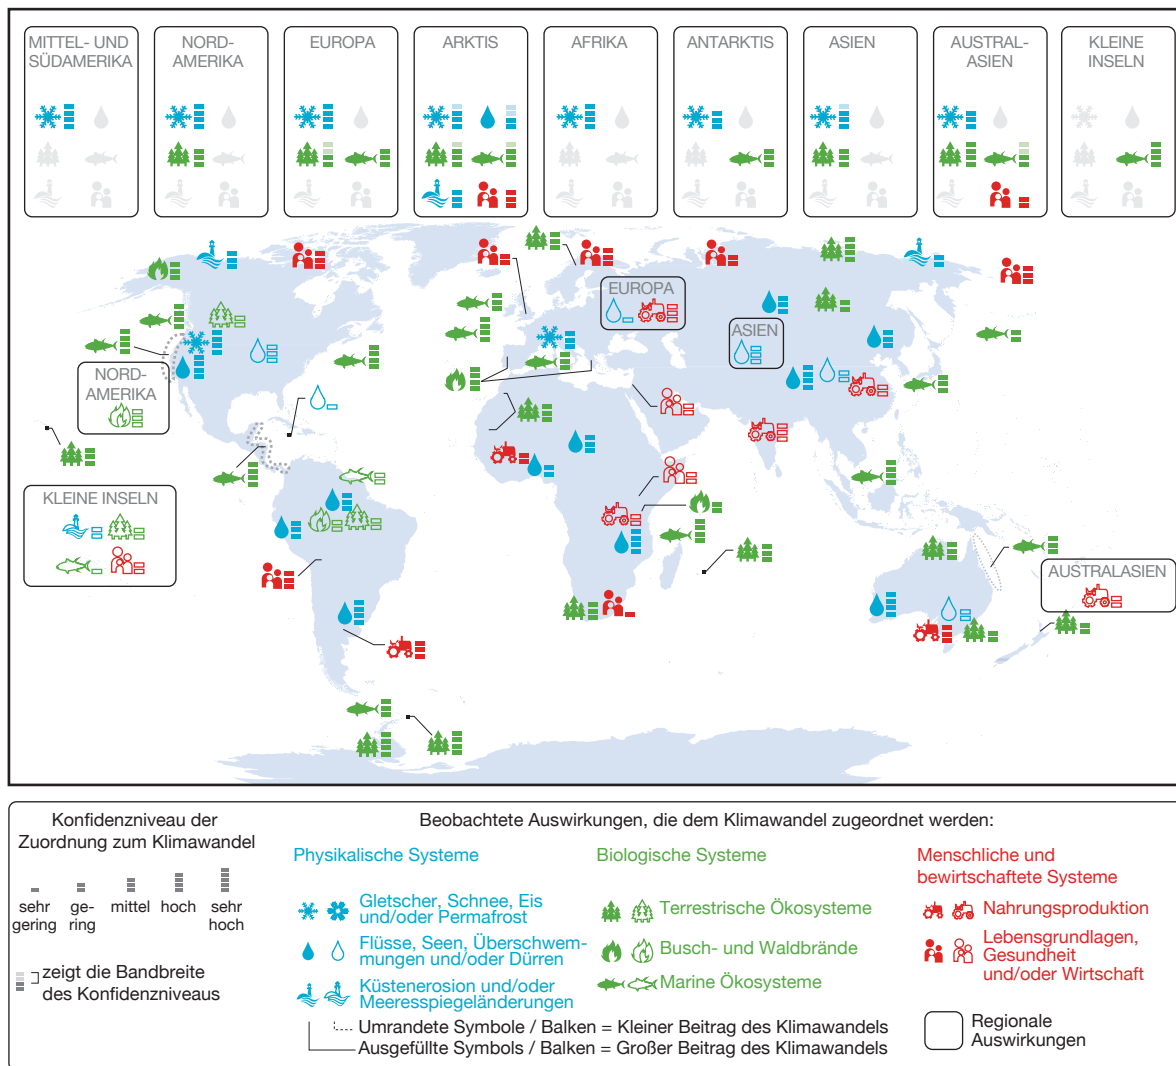 MITTEL- UND
SÜDAMERIKA
NORD-
AMERIKA
EUROPA
ARKTIS
AFRIKA
ANTARKTIS
ASIEN
AUSTRAL-
ASIEN
KLEINE
INSELN
EUROPA
ASIEN
NORD-
AMERIKA
KLEINE INSELN
AUSTRALASIEN
Konfidenzniveau der
Zuordnung zum Klimawandel
sehr
gering
ge-
ring
mittel
hoch
sehr
hoch
zeigt die Bandbreite
des Konfidenzniveaus
Beobachtete Auswirkungen, die dem Klimawandel zugeordnet werden:
Physikalische Systeme
Gletscher, Schnee, Eis
und/oder Permafrost
Flüsse, Seen, Überschwem-
mungen und/oder Dürren
Küstenerosion und/oder
Meeresspiegeländerungen
Biologische Systeme
Terrestrische Ökosysteme
Busch- und Waldbrände
Marine Ökosysteme
Menschliche und
bewirtschaftete Systeme
Nahrungsproduktion
Lebensgrundlagen,
Gesundheit
und/oder Wirtschaft
Umrandete Symbole / Balken = Kleiner Beitrag des Klimawandels
Ausgefüllte Symbols / Balken = Großer Beitrag des Klimawandels
Regionale
Auswirkungen